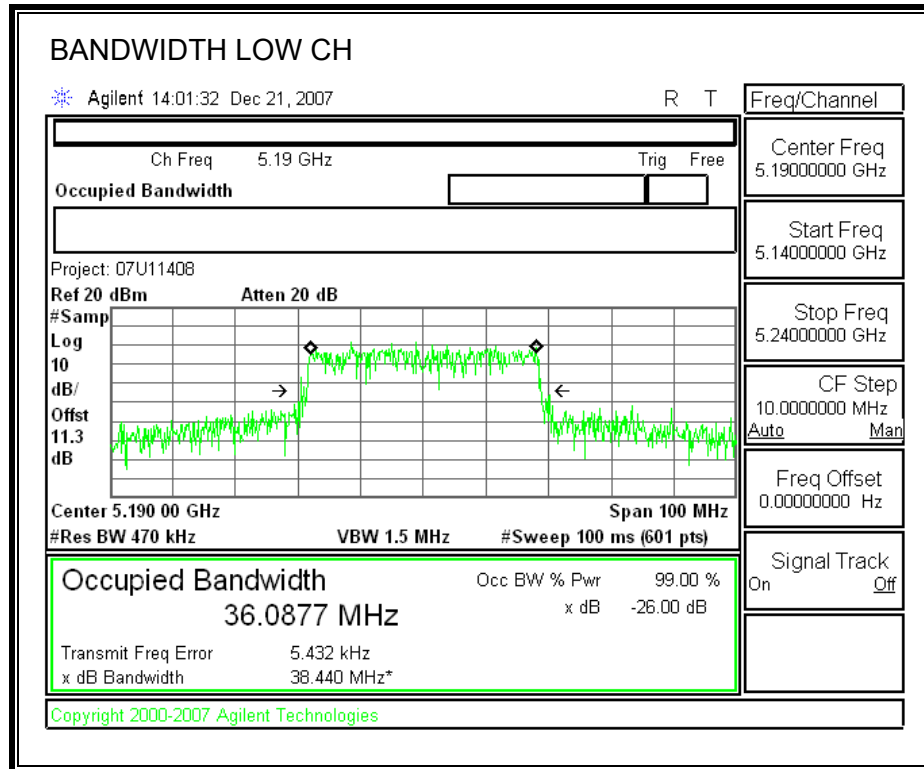 BANDWIDTH LOW CH
Agilent 14:01:32 Dec 21, 2007 R T
Freq/Channel
Ch Freq 5.19 GHz Trig Free
Occupied Bandwidth
Center Freq
5.19000000 GHz
Start Freq
5.14000000 GHz
Stop Freq
5.24000000 GHz
CF Step
10.0000000 MHz
Auto Man
Freq Offset
0.00000000 Hz
Signal Track
On Off
Project: 07U11408
Ref 20 dBm Atten 20 dB
#Samp
Log
10
dB/
Offst
11.3
dB
Center 5.190 00 GHz Span 100 MHz
#Res BW 470 kHz VBW 1.5 MHz #Sweep 100 ms (601 pts)
Occupied Bandwidth Occ BW % Pwr 99.00 %
36.0877 MHz x dB -26.00 dB
Transmit Freq Error 5.432 kHz
x dB Bandwidth 38.440 MHz*
Copyright 2000-2007 Agilent Technologies